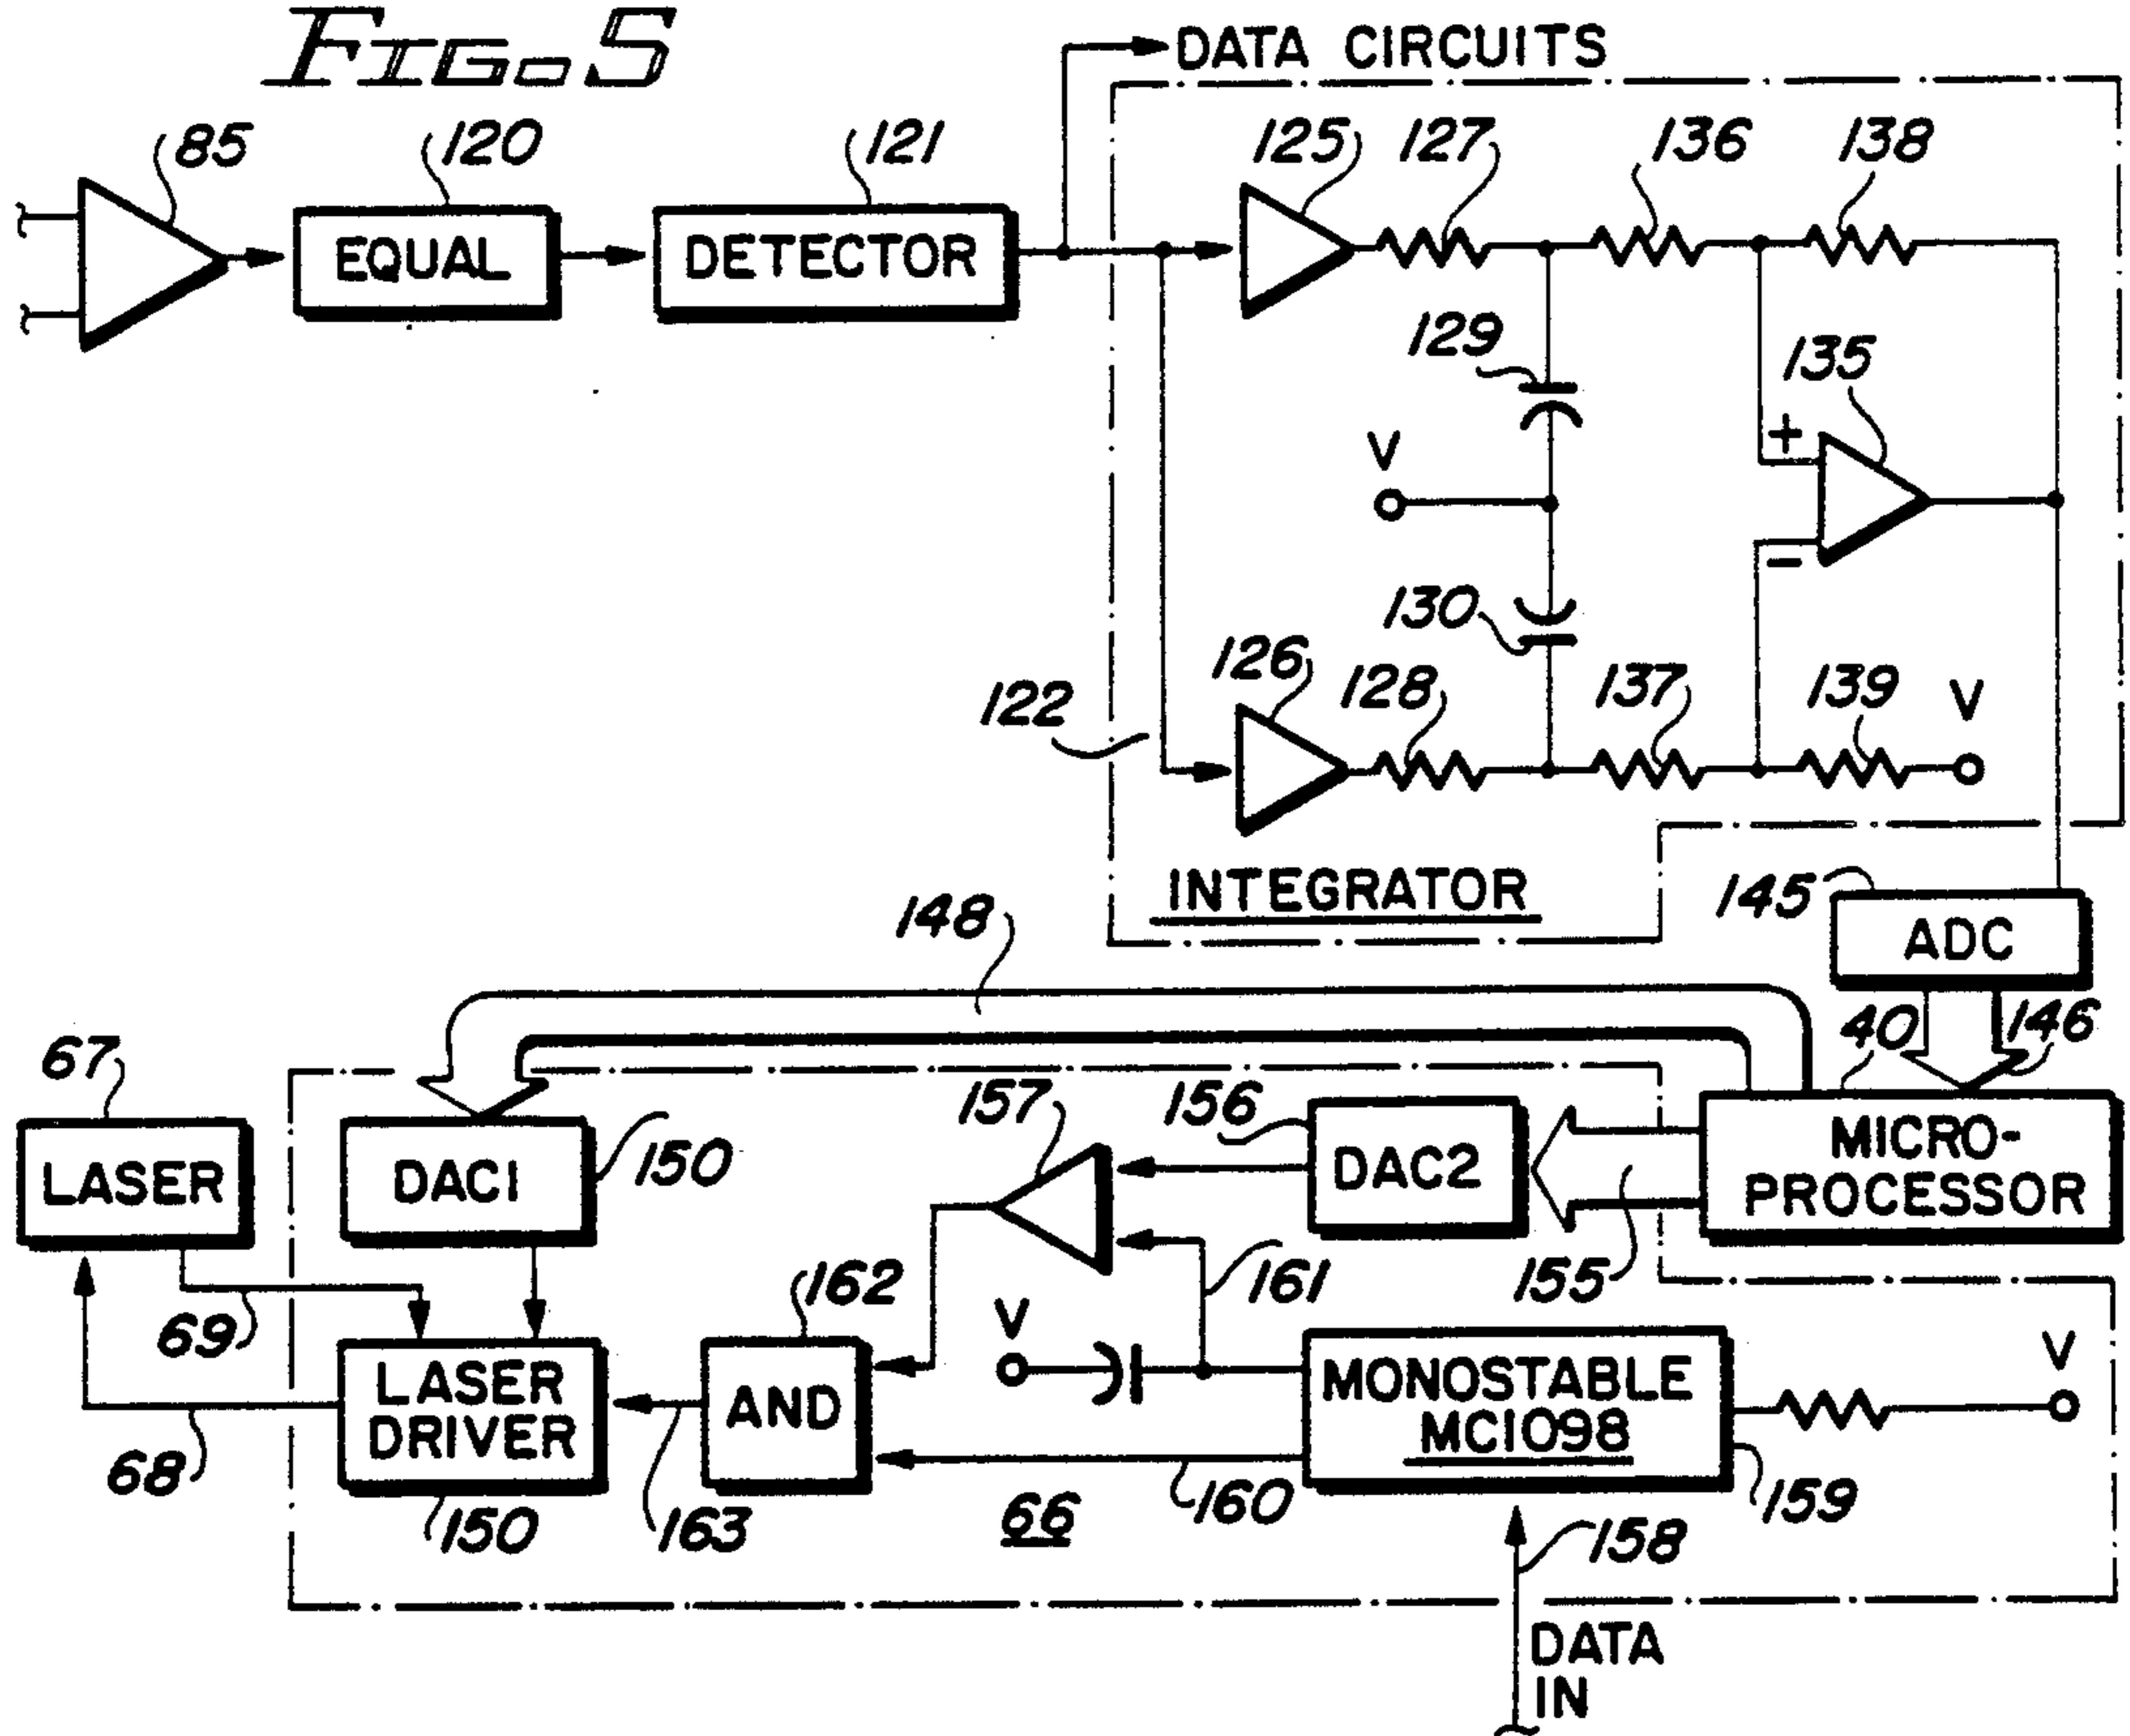 FIG. 5
DATA CIRCUITS
85
120
121
125
127
136
138
EQUAL
DETECTOR
129
135
V
+
-
130
126
128
137
139
V
122
INTEGRATOR
145
ADC
148
40
146
67
157
156
LASER
DAC1
150
DAC2
MICRO-
PROCESSOR
69
162
161
155
V
V
LASER
DRIVER
AND
MONOSTABLE
MC1098
68
150
163
66
160
159
158
DATA
IN